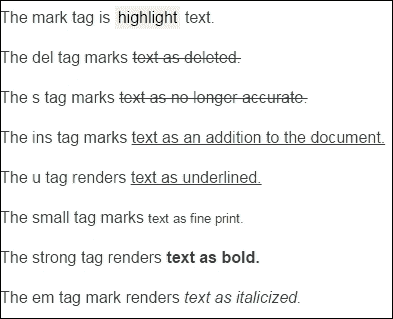 The mark tag is highlight text.
The del tag marks text as deleted.
The s tag marks text as no longer accurate.
The ins tag marks text as an addition to the document.
The u tag renders text as underlined.
The small tag marks text as fine print.
The strong tag renders text as bold.
The em tag mark renders text as italicized.